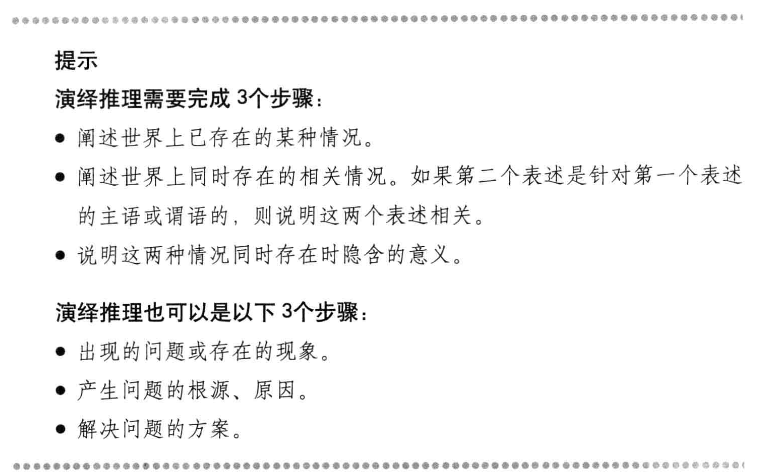 提示
演绎推理需要完成 3个步骤：
● 阐述世界上已存在的某种情况。
● 阐述世界上同时存在的相关情况。如果第二个表述是针对第一个表述
的主语或谓语的，则说明这两个表述相关。
● 说明这两种情况同时存在时隐含的意义。
演绎推理也可以是以下 3个步骤：
● 出现的问题或存在的现象。
● 产生问题的根源、原因。
● 解决问题的方案。